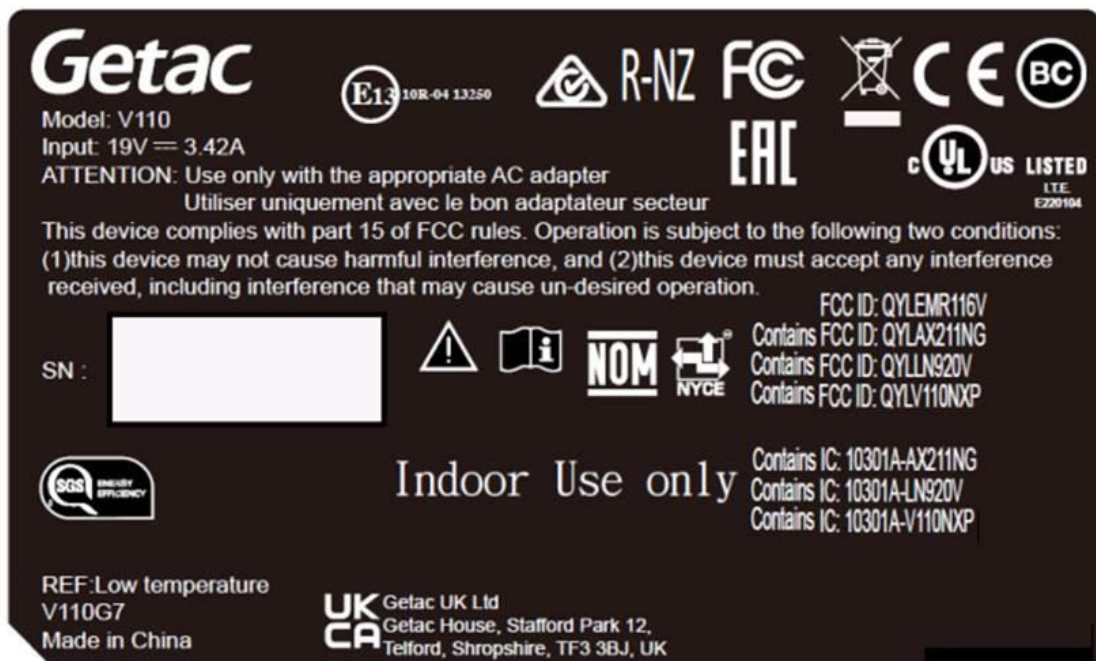 Getac
E13 10R-04 13250
R-NZ
FC
CE
BC
Model: V110
Input: 19V ⎓ 3.42A
EAC
C UL US LISTED
I.T.E.
E220104
ATTENTION: Use only with the appropriate AC adapter
Utiliser uniquement avec le bon adaptateur secteur
This device complies with part 15 of FCC rules. Operation is subject to the following two conditions:
(1)this device may not cause harmful interference, and (2)this device must accept any interference
received, including interference that may cause un-desired operation.
FCC ID: QYLEMR116V
Contains FCC ID: QYLAX211NG
Contains FCC ID: QYLLN920V
Contains FCC ID: QYLV110NXP
SN :
NOM
NYCE
SGS ENERGY
EFFICIENCY
Indoor Use only
Contains IC: 10301A-AX211NG
Contains IC: 10301A-LN920V
Contains IC: 10301A-V110NXP
REF:Low temperature
V110G7
Made in China
UK
CA
Getac UK Ltd
Getac House, Stafford Park 12,
Telford, Shropshire, TF3 3BJ, UK